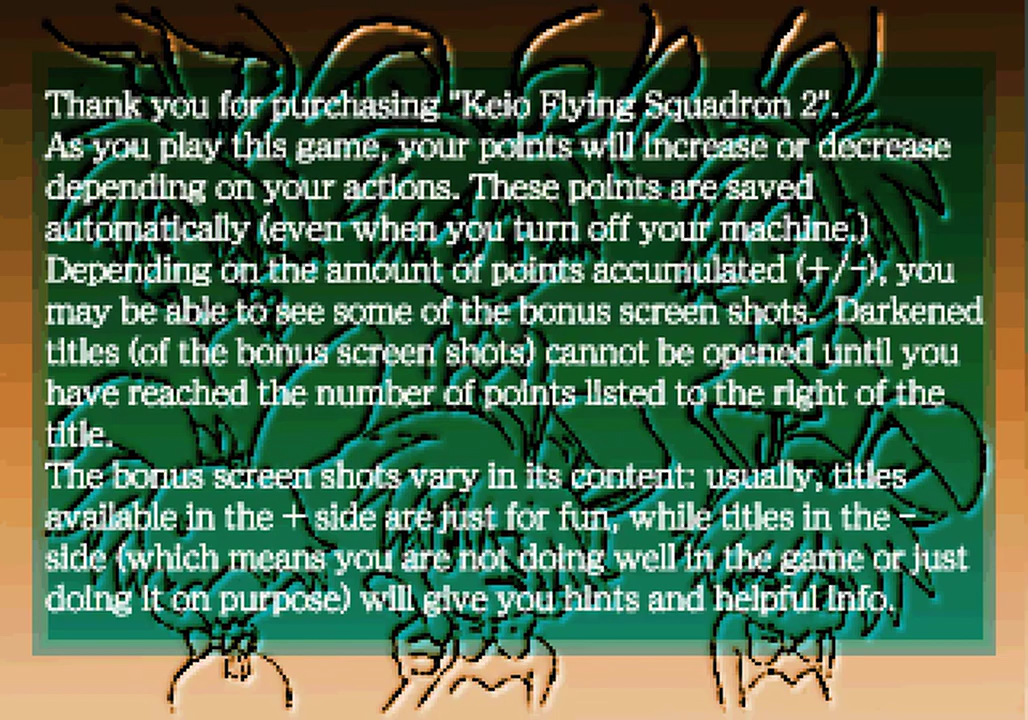 Thank you for purchasing "Keio Flying Squadron 2".
As you play this game, your points will increase or decrease
depending on your actions. These points are saved
automatically (even when you turn off your machine.)
Depending on the amount of points accumulated (+/-), you
may be able to see some of the bonus screen shots. Darkened
titles (of the bonus screen shots) cannot be opened until you
have reached the number of points listed to the right of the
title.
The bonus screen shots vary in its content: usually, titles
available in the + side are just for fun, while titles in the -
side (which means you are not doing well in the game or just
doing it on purpose) will give you hints and helpful info.